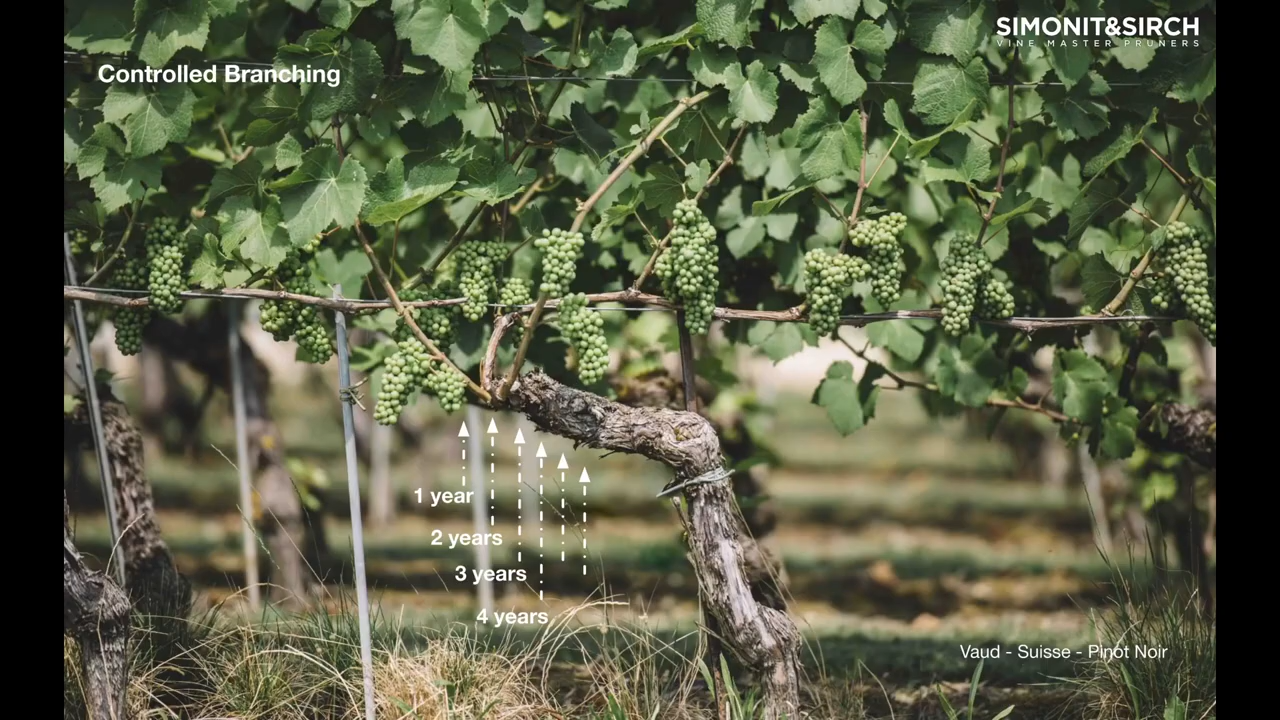 SIMONIT&SIRCH
VINE MASTER PRUNERS
Controlled Branching
1 year
2 years
3 years
4 years
Vaud - Suisse - Pinot Noir